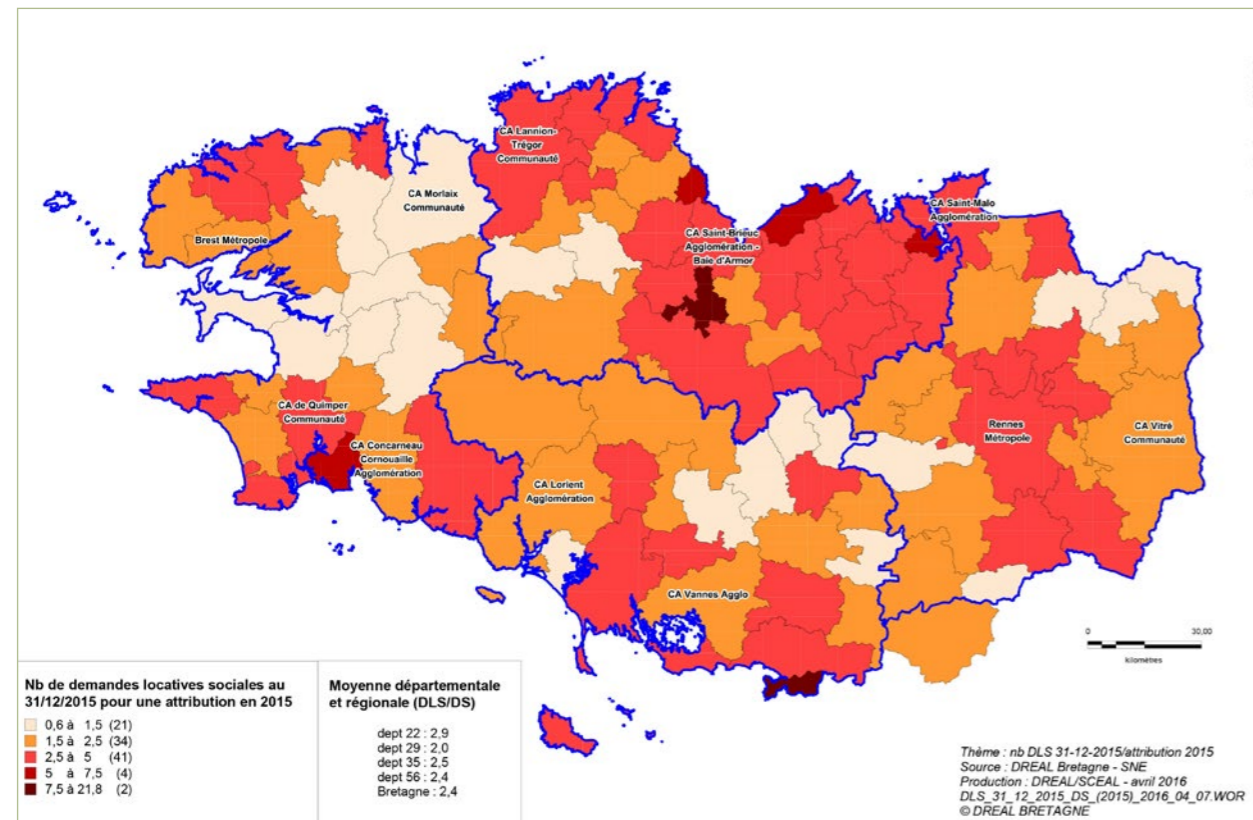 CA Lannion-
Trégor
Communauté
CA Morlaix
Communauté
CA Saint-Malo
Agglomération
Brest Métropole
CA Saint-Brieuc
Agglomération -
Baie d'Armor
CA de Quimper
Communauté
Rennes
Métropole
CA Vitré
Communauté
CA Concarneau
Cornouaille
Agglomération
CA Lorient
Agglomération
CA Vannes Agglo
0 30,00
kilomètres
Nb de demandes locatives sociales au
31/12/2015 pour une attribution en 2015
0,6 à 1,5 (21)
1,5 à 2,5 (34)
2,5 à 5 (41)
5 à 7,5 (4)
7,5 à 21,8 (2)
Moyenne départementale
et régionale (DLS/DS)
dept 22 : 2,9
dept 29 : 2,0
dept 35 : 2,5
dept 56 : 2,4
Bretagne : 2,4
Thème : nb DLS 31-12-2015/attribution 2015
Source : DREAL Bretagne - SNE
Production : DREAL/SCEAL - avril 2016
DLS_31_12_2015_DS_(2015)_2016_04_07.WOR
© DREAL BRETAGNE